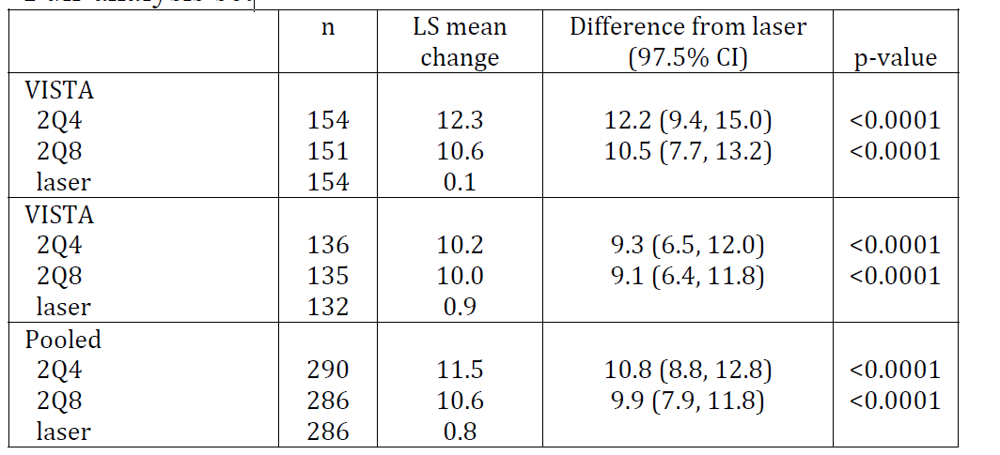 n LS mean Difference from laser
change (97.5% CI) p-value
VISTA
2Q4 154 12.3 12.2 (9.4, 15.0) <0.0001
2Q8 151 10.6 10.5 (7.7, 13.2) <0.0001
laser 154 0.1
VISTA
2Q4 136 10.2 9.3 (6.5, 12.0) <0.0001
2Q8 135 10.0 9.1 (6.4, 11.8) <0.0001
laser 132 0.9
Pooled
2Q4 290 11.5 10.8 (8.8, 12.8) <0.0001
2Q8 286 10.6 9.9 (7.9, 11.8) <0.0001
laser 286 0.8